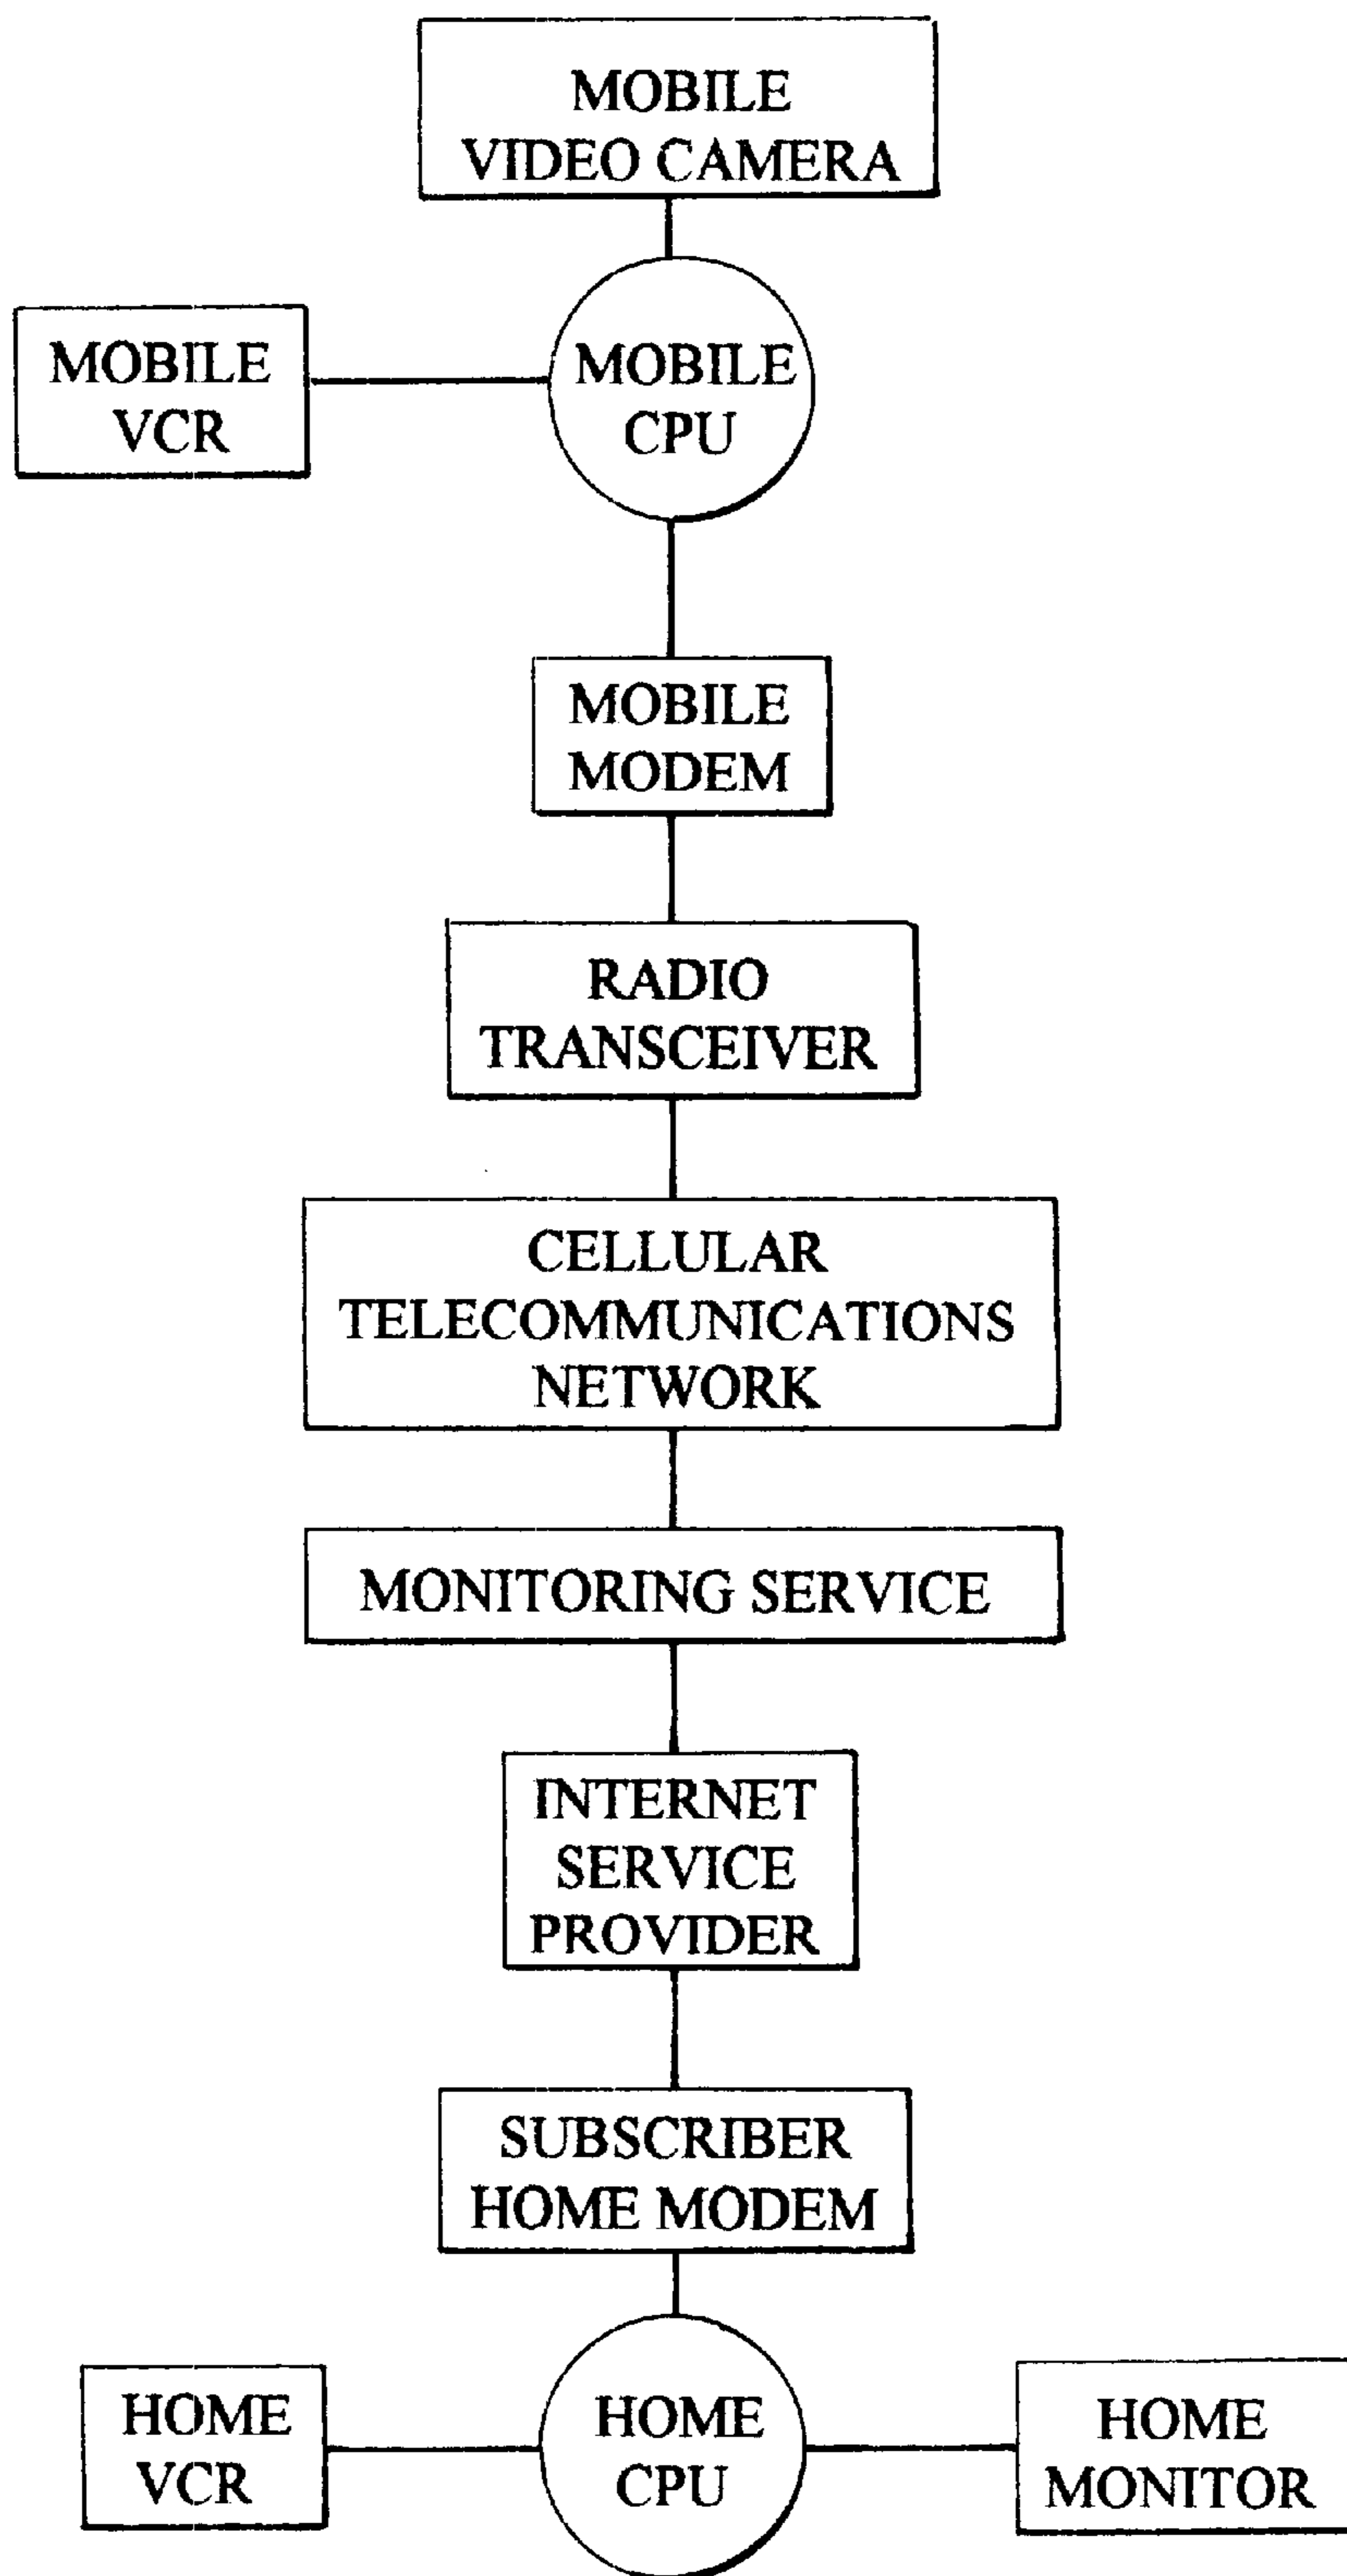 MOBILE
VIDEO CAMERA
MOBILE
VCR
MOBILE
CPU
MOBILE
MODEM
RADIO
TRANSCEIVER
CELLULAR
TELECOMMUNICATIONS
NETWORK
MONITORING SERVICE
INTERNET
SERVICE
PROVIDER
SUBSCRIBER
HOME MODEM
HOME
VCR
HOME
CPU
HOME
MONITOR